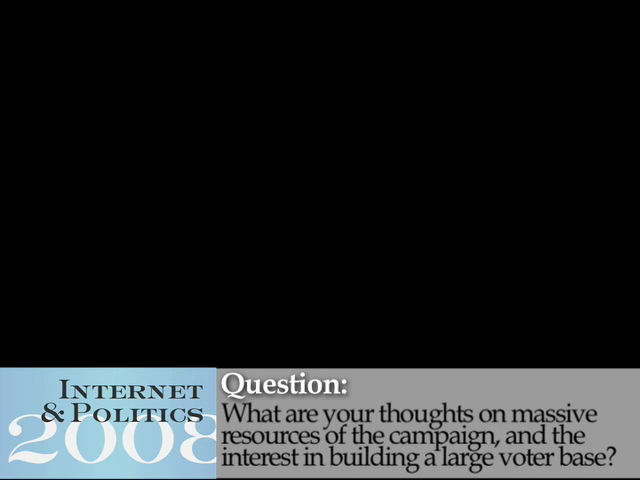 INTERNET
& POLITICS
2008
Question:
What are your thoughts on massive
resources of the campaign, and the
interest in building a large voter base?